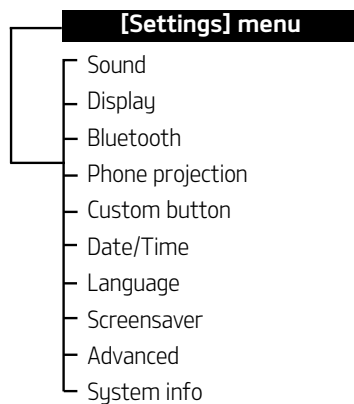 [Settings] menu
Sound
Display
Bluetooth
Phone projection
Custom button
Date/Time
Language
Screensaver
Advanced
System info